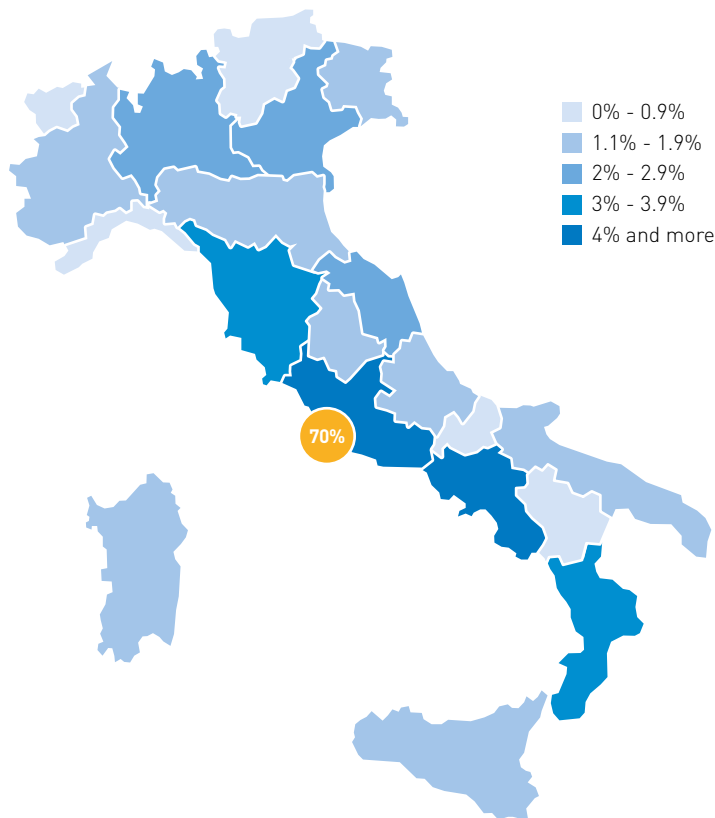 0% - 0.9%
1.1% - 1.9%
2% - 2.9%
3% - 3.9%
4% and more
70%